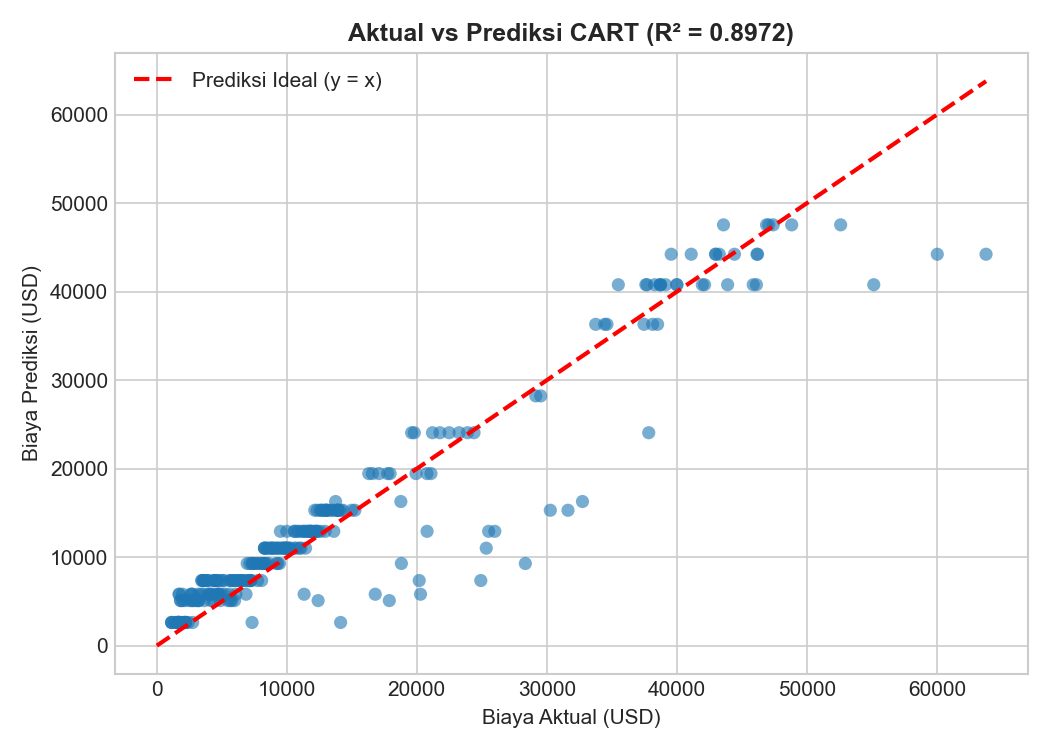 Aktual vs Prediksi CART (R² = 0.8972)
Prediksi Ideal (y = x)
60000
50000
40000
30000
20000
10000
0
Biaya Prediksi (USD)
0 10000 20000 30000 40000 50000 60000
Biaya Aktual (USD)